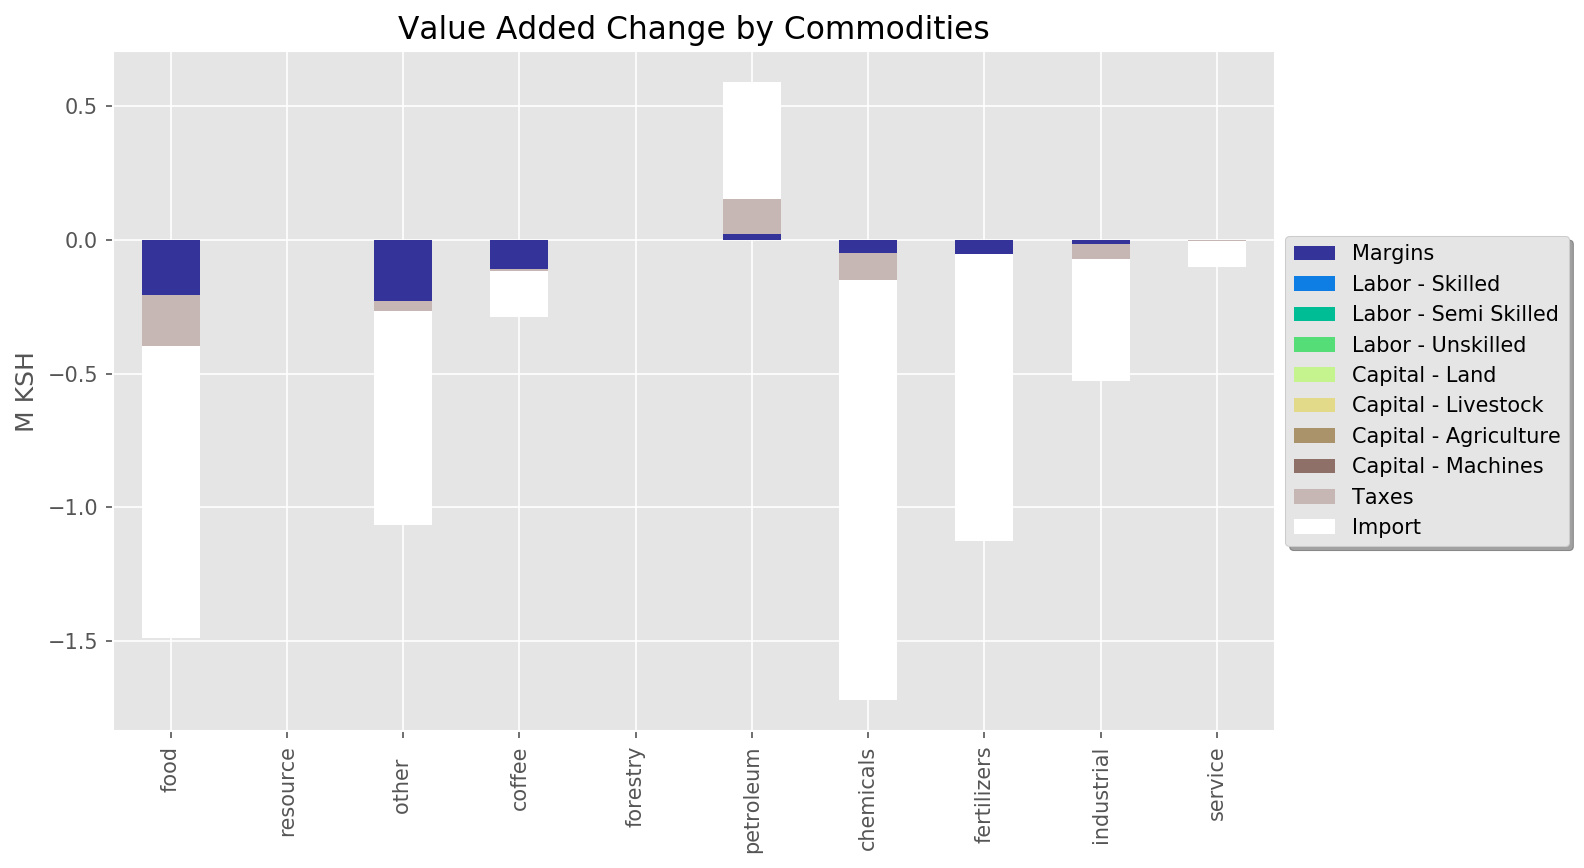 Value Added Change by Commodities
0.5
0.0
−0.5
−1.0
−1.5
M KSH
food
resource
other
coffee
forestry
petroleum
chemicals
fertilizers
industrial
service
Margins
Labor - Skilled
Labor - Semi Skilled
Labor - Unskilled
Capital - Land
Capital - Livestock
Capital - Agriculture
Capital - Machines
Taxes
Import